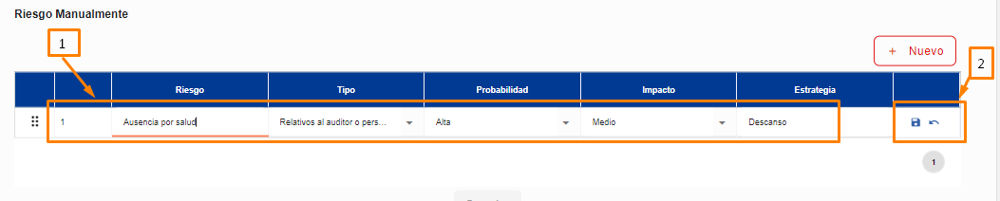 Riesgo Manualmente
1
+ Nuevo
2
Riesgo Tipo Probabilidad Impacto Estrategia
1 Ausencia por salud Relativos al auditor o pers... Alta Medio Descanso
1